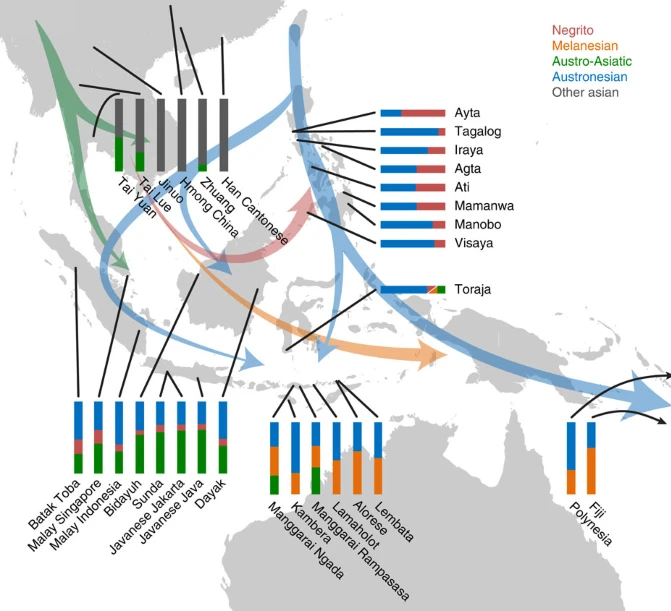 Negrito
Melanesian
Austro-Asiatic
Austronesian
Other asian
Ayta
Tagalog
Iraya
Agta
Ati
Mamanwa
Manobo
Visaya
Toraja
Tai Yuan
Tai Lue
Jinuo
Hmong China
Zhuang
Han Cantonese
Batak Toba
Malay Singapore
Malay Indonesia
Bidayuh
Sunda
Javanese Jakarta
Javanese Java
Dayak
Manggarai Ngada
Kambera
Manggarai Rampasasa
Lamaholot
Alorese
Lembata
Polynesia
Fiji